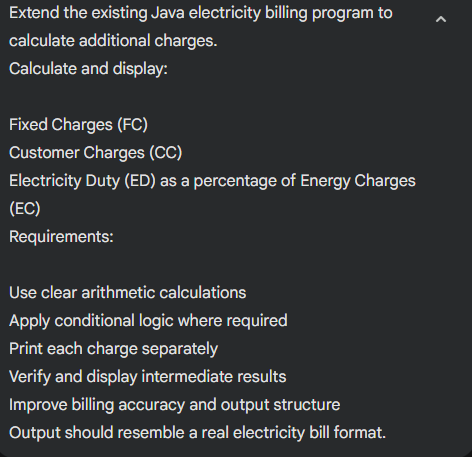 Extend the existing Java electricity billing program to
calculate additional charges.
Calculate and display:
Fixed Charges (FC)
Customer Charges (CC)
Electricity Duty (ED) as a percentage of Energy Charges
(EC)
Requirements:
Use clear arithmetic calculations
Apply conditional logic where required
Print each charge separately
Verify and display intermediate results
Improve billing accuracy and output structure
Output should resemble a real electricity bill format.